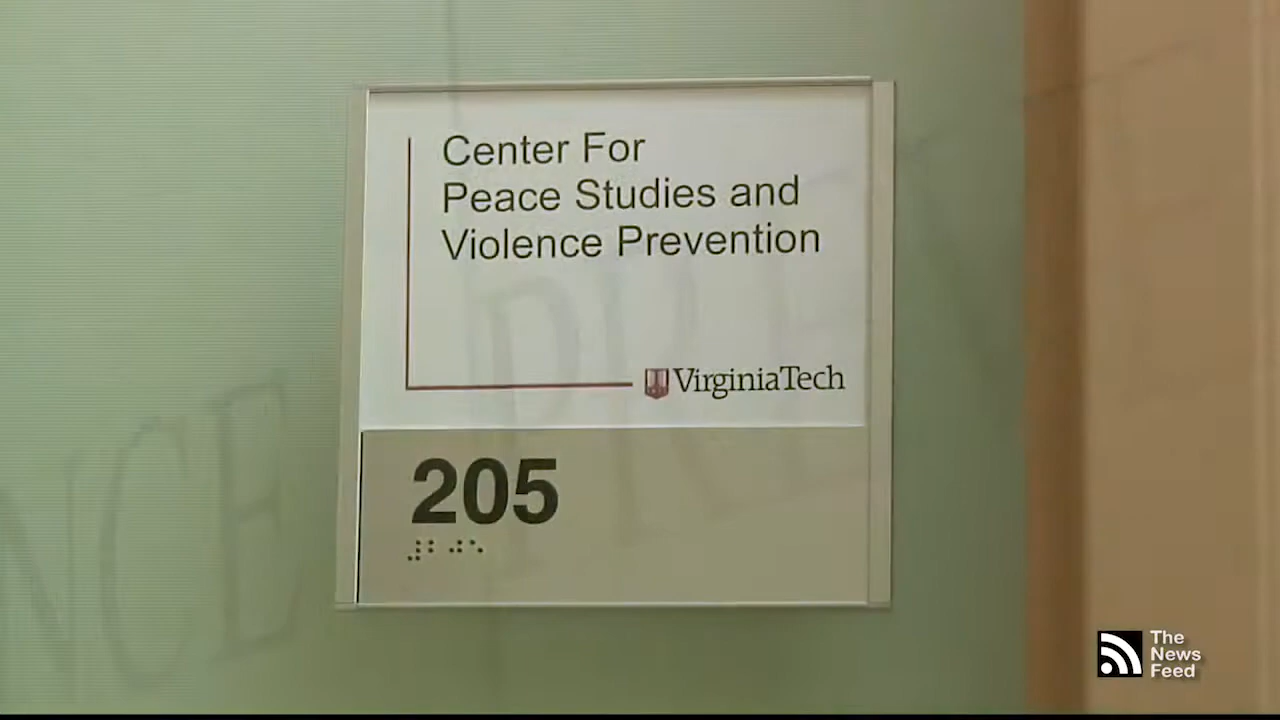 Center For
Peace Studies and
Violence Prevention
VirginiaTech
205
The
News
Feed